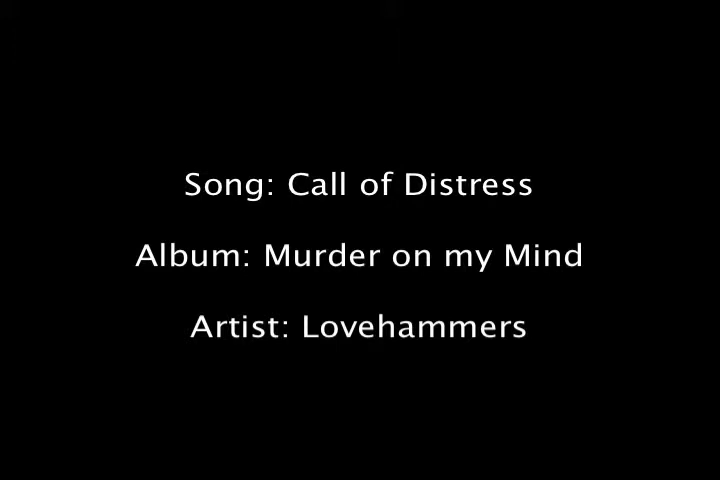 Song: Call of Distress
Album: Murder on my Mind
Artist: Lovehammers